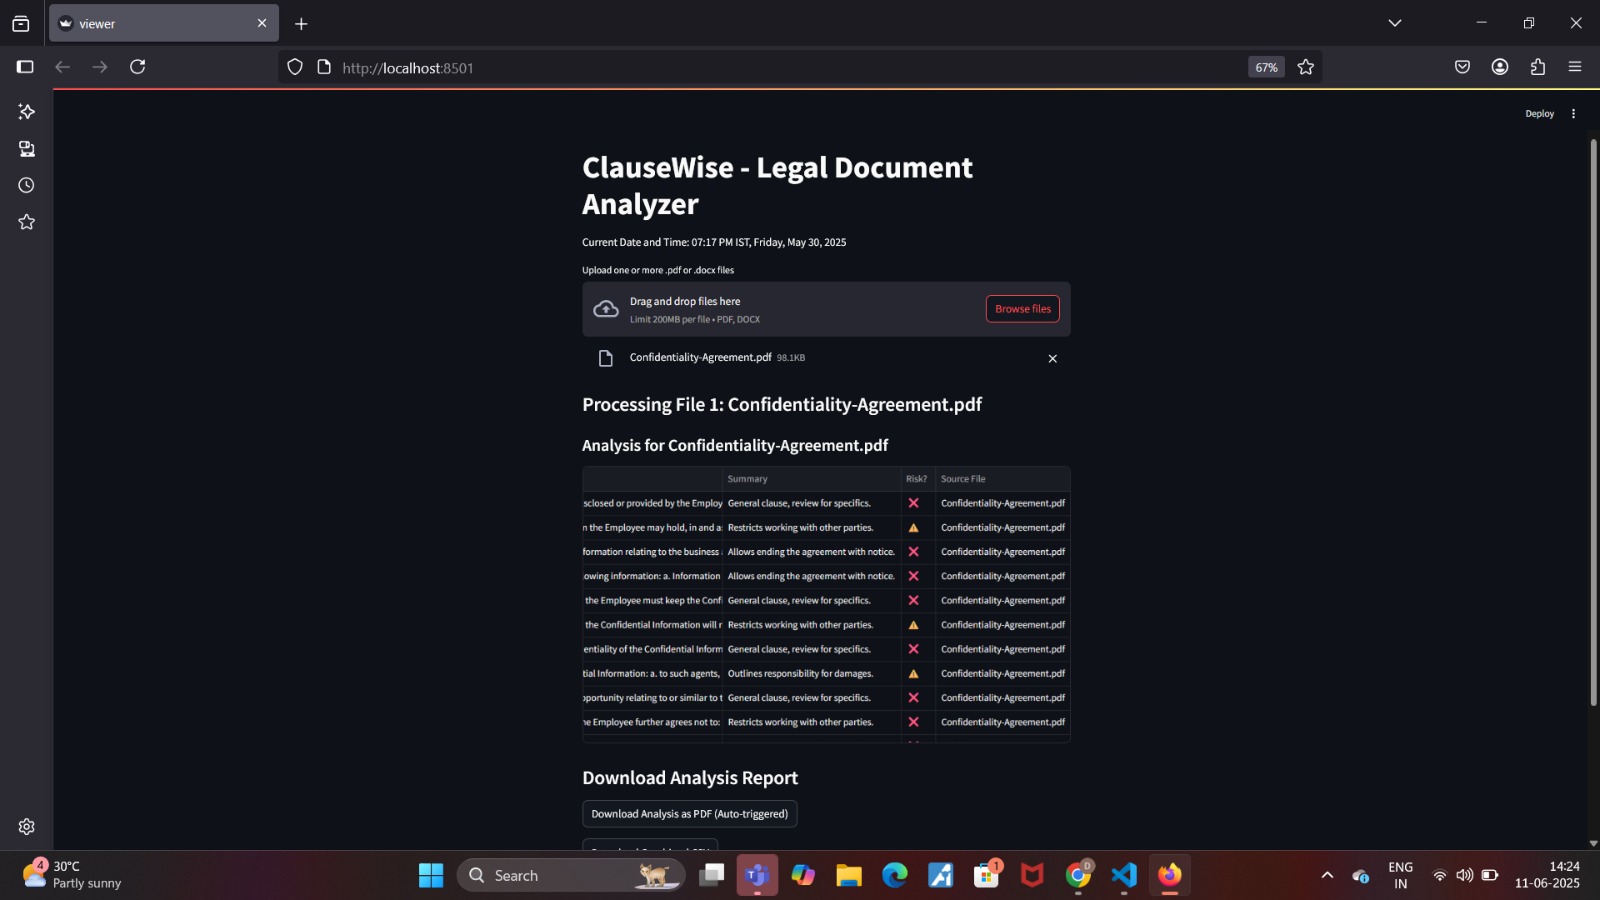 viewer
http://localhost:8501
67%
Deploy
ClauseWise - Legal Document
Analyzer
Current Date and Time: 07:17 PM IST, Friday, May 30, 2025
Upload one or more .pdf or .docx files
Drag and drop files here
Limit 200MB per file • PDF, DOCX
Browse files
Confidentiality-Agreement.pdf 98.1KB
Processing File 1: Confidentiality-Agreement.pdf
Analysis for Confidentiality-Agreement.pdf
Summary Risk? Source File
sclosed or provided by the Employ General clause, review for specifics. Confidentiality-Agreement.pdf
n the Employee may hold, in and a Restricts working with other parties. Confidentiality-Agreement.pdf
formation relating to the business Allows ending the agreement with notice. Confidentiality-Agreement.pdf
owing information: a. Information Allows ending the agreement with notice. Confidentiality-Agreement.pdf
the Employee must keep the Conf General clause, review for specifics. Confidentiality-Agreement.pdf
the Confidential Information will Restricts working with other parties. Confidentiality-Agreement.pdf
entiality of the Confidential Inform General clause, review for specifics. Confidentiality-Agreement.pdf
tial Information: a. to such agents, Outlines responsibility for damages. Confidentiality-Agreement.pdf
pportunity relating to or similar to t General clause, review for specifics. Confidentiality-Agreement.pdf
e Employee further agrees not to: Restricts working with other parties. Confidentiality-Agreement.pdf
Download Analysis Report
Download Analysis as PDF (Auto-triggered)
4
30°C
Partly sunny
Search
1
D
ENG
IN
14:24
11-06-2025